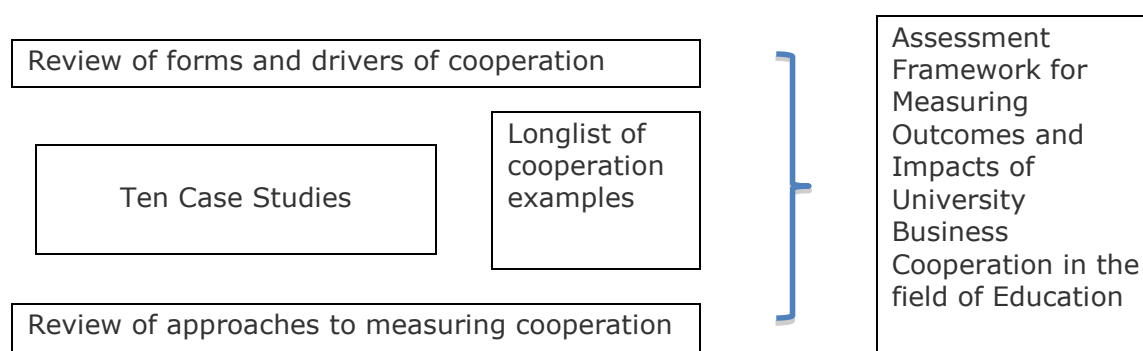 Review of forms and drivers of cooperation
Ten Case Studies
Longlist of
cooperation
examples
Review of approaches to measuring cooperation
Assessment
Framework for
Measuring
Outcomes and
Impacts of
University
Business
Cooperation in the
field of Education